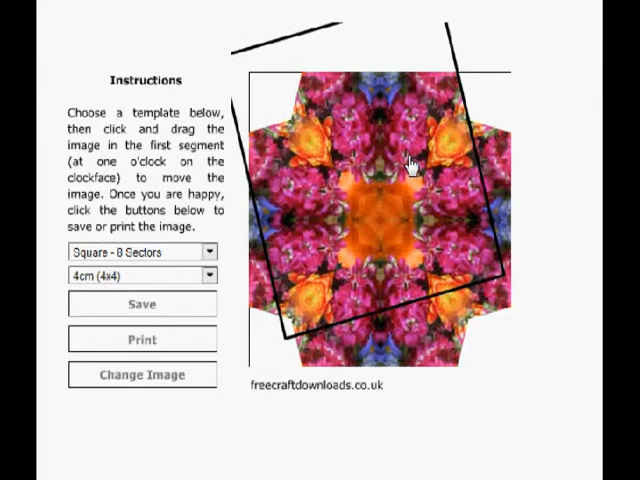 Instructions
Choose a template below,
then click and drag the
image in the first segment
(at one o'clock on the
clockface) to move the
image. Once you are happy,
click the buttons below to
save or print the image.
Square - 8 Sectors
4cm (4x4)
Save
Print
Change Image
freecraftdownloads.co.uk